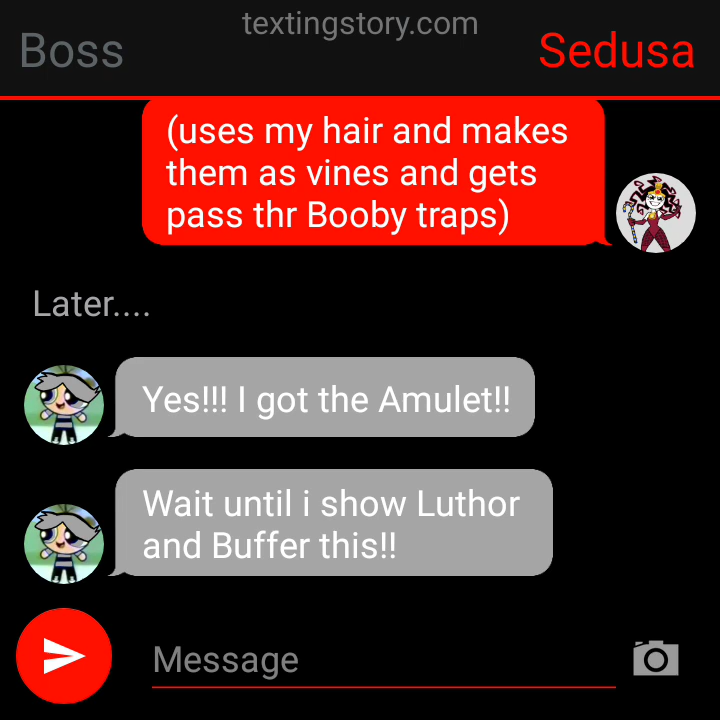 textingstory.com
Boss
Sedusa
(uses my hair and makes
them as vines and gets
pass thr Booby traps)
Later....
Yes!!! I got the Amulet!!
Wait until i show Luthor
and Buffer this!!
Message